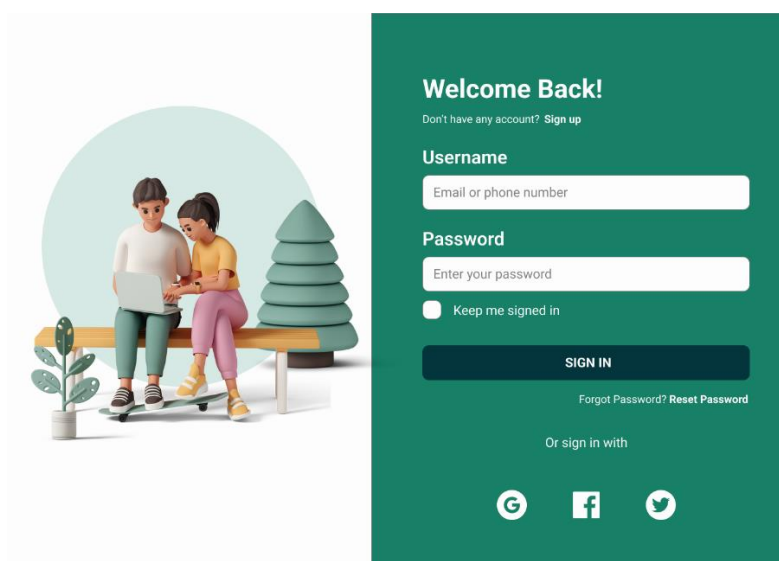 Welcome Back!
Don't have any account? Sign up
Username
Email or phone number
Password
Enter your password
Keep me signed in
SIGN IN
Forgot Password? Reset Password
Or sign in with
G f